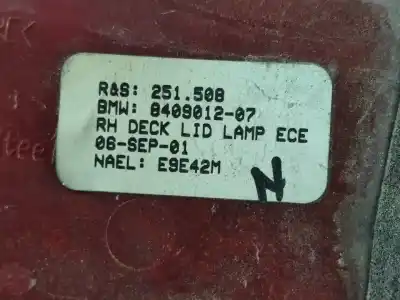 R&S: 251.508
BMW: 8409012-07
RH DECK LID LAMP ECE
06-SEP-01
NAEL: E9E42M
N